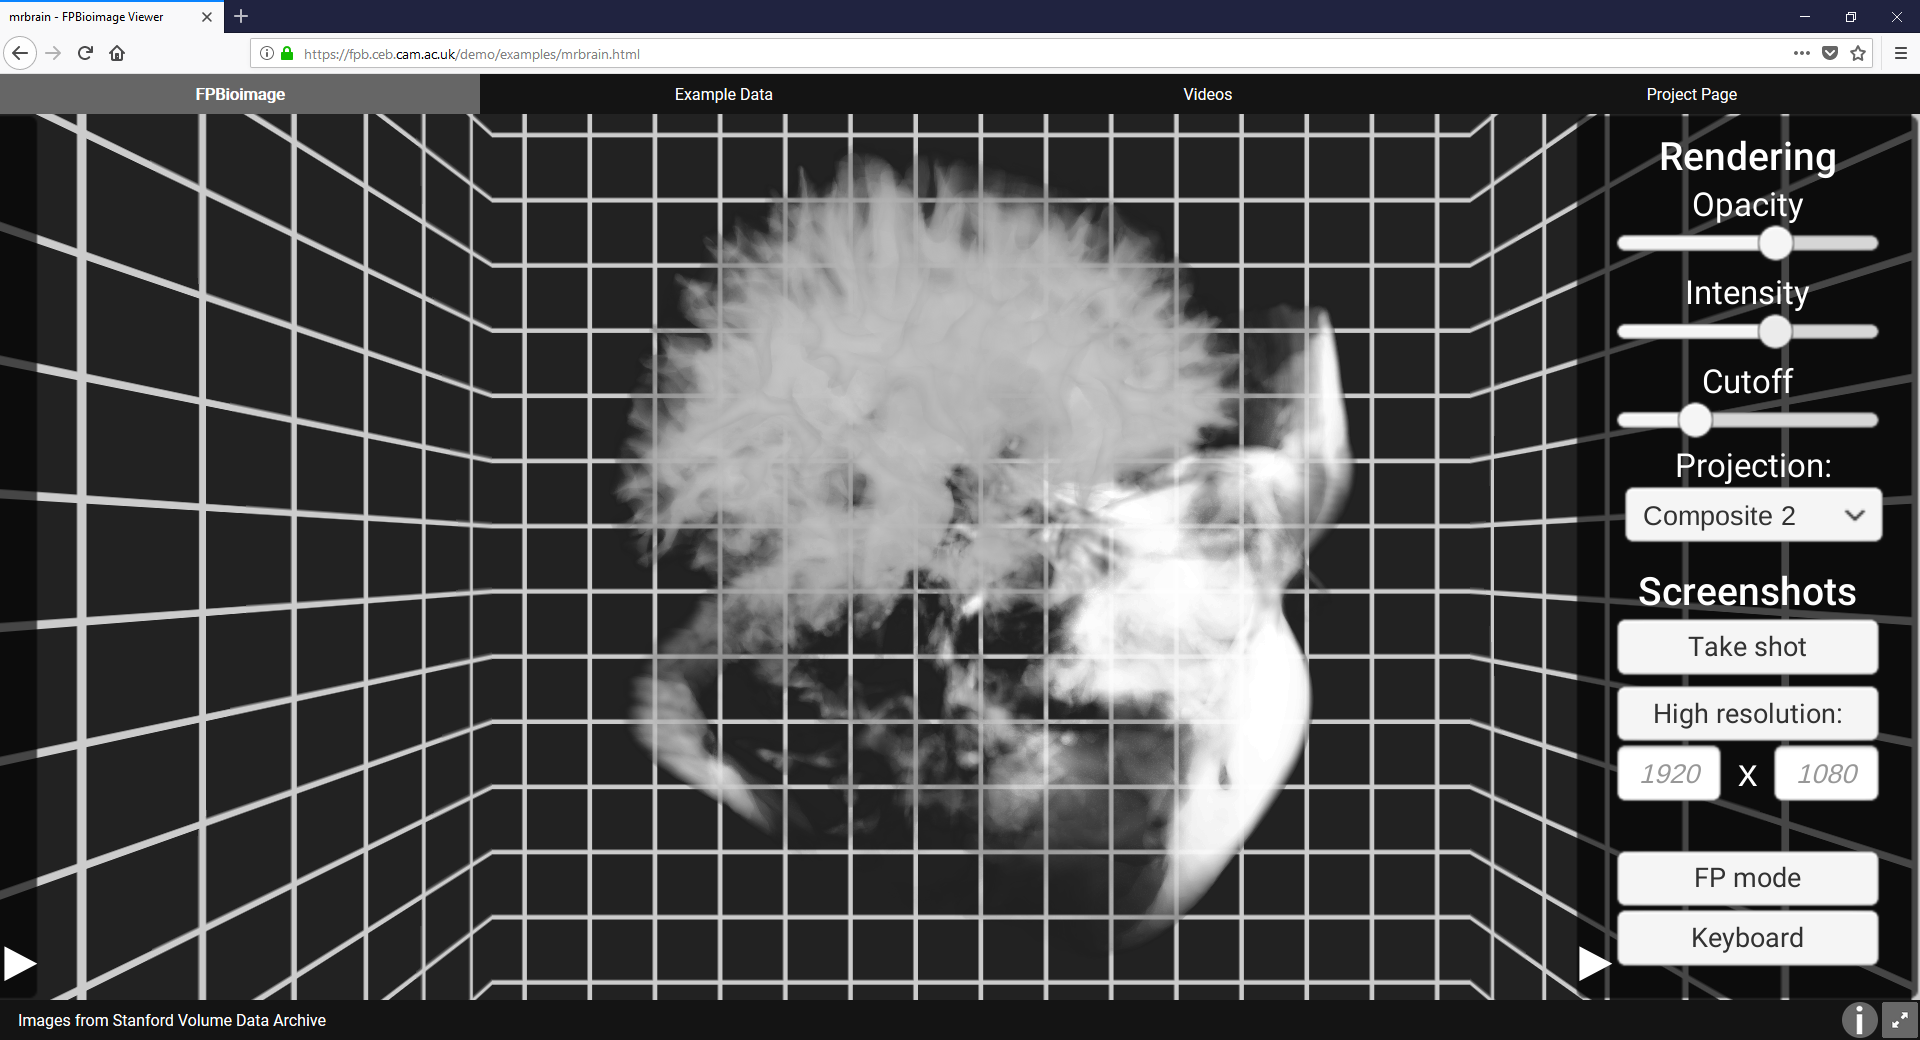 mrbrain - FPBioimage Viewer
https://fpb.ceb.cam.ac.uk/demo/examples/mrbrain.html
FPBioimage
Example Data
Videos
Project Page
Rendering
Opacity
Intensity
Cutoff
Projection:
Composite 2
Screenshots
Take shot
High resolution:
1920 X 1080
FP mode
Keyboard
Images from Stanford Volume Data Archive